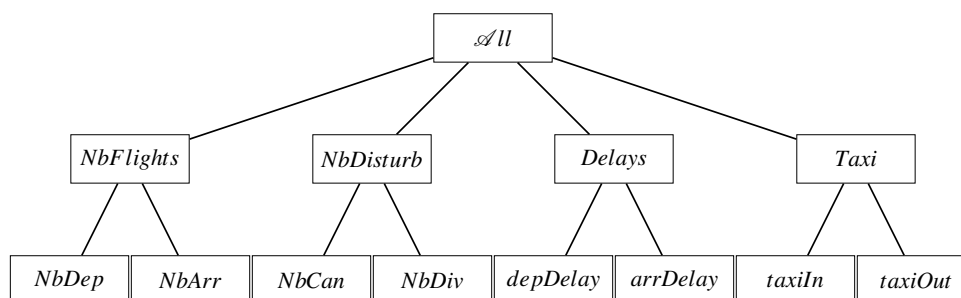 𝒜ll
NbFlights NbDisturb Delays Taxi
NbDep NbArr NbCan NbDiv depDelay arrDelay taxiIn taxiOut